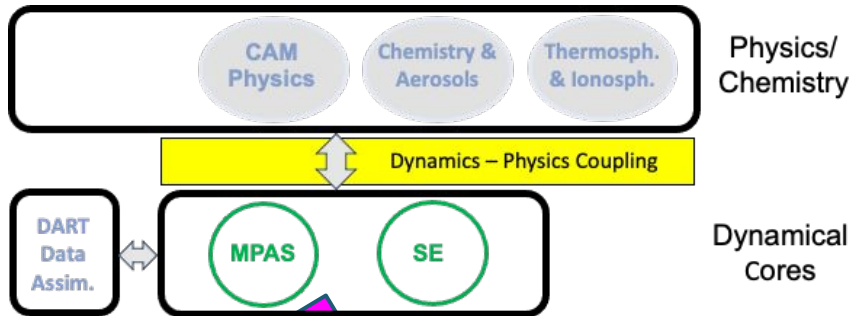 CAM
Physics
Chemistry &
Aerosols
Thermosph.
& Ionosph.
Physics/
Chemistry
Dynamics – Physics Coupling
DART
Data
Assim.
MPAS
SE
Dynamical
Cores